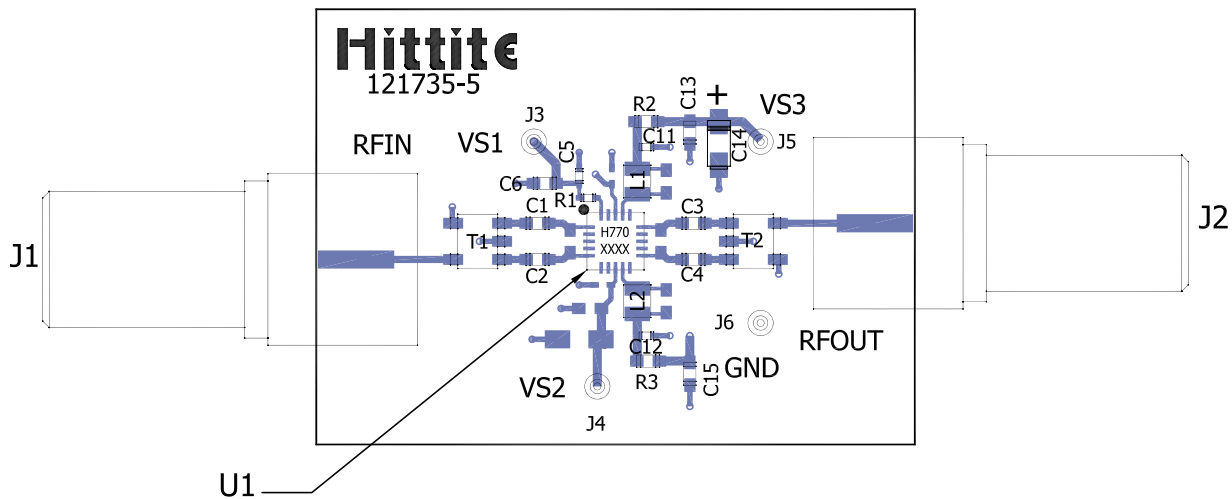 Hittite
121735-5
RFIN
VS1
J3
R2
C13
+
VS3
C11
C14
J5
C5
C6
L1
R1
C1
C3
T1
H770
XXXX
T2
J1
J2
C2
C4
L2
J6
RFOUT
C12
GND
VS2
R3
C15
J4
U1